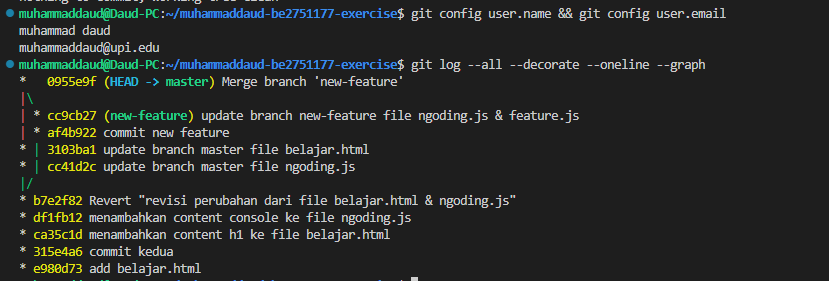 muhammaddaud@Daud-PC:~/muhammaddaud-be2751177-exercise$ git config user.name && git config user.email
muhammad daud
muhammaddaud@upi.edu
muhammaddaud@Daud-PC:~/muhammaddaud-be2751177-exercise$ git log --all --decorate --oneline --graph
*   0955e9f (HEAD -> master) Merge branch 'new-feature'
|\
| * cc9cb27 (new-feature) update branch new-feature file ngoding.js & feature.js
| * af4b922 commit new feature
* | 3103ba1 update branch master file belajar.html
* | cc41d2c update branch master file ngoding.js
|/
* b7e2f82 Revert "revisi perubahan dari file belajar.html & ngoding.js"
* df1fb12 menambahkan content console ke file ngoding.js
* ca35c1d menambahkan content h1 ke file belajar.html
* 315e4a6 commit kedua
* e980d73 add belajar.html